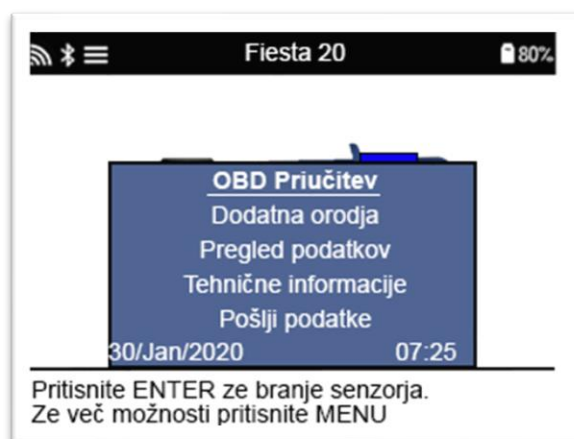 Fiesta 20 80%
OBD Priučitev
Dodatna orodja
Pregled podatkov
Tehnične informacije
Pošlji podatke
30/Jan/2020 07:25
Pritisnite ENTER ze branje senzorja.
Ze več možnosti pritisnite MENU